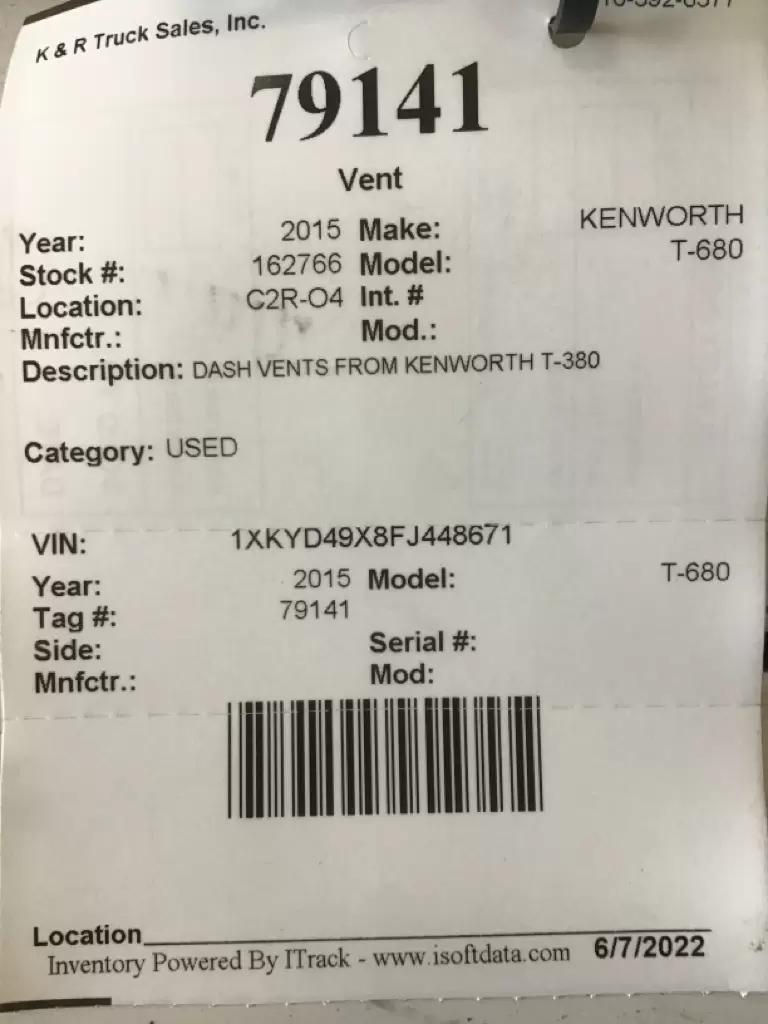 K & R Truck Sales, Inc.
79141
Vent
Year: 2015 Make: KENWORTH
Stock #: 162766 Model: T-680
Location: C2R-O4 Int. #
Mnfctr.: Mod.:
Description: DASH VENTS FROM KENWORTH T-380
Category: USED
VIN: 1XKYD49X8FJ448671
Year: 2015 Model: T-680
Tag #: 79141
Side: Serial #:
Mnfctr.: Mod:
Location
Inventory Powered By ITrack - www.isoftdata.com 6/7/2022